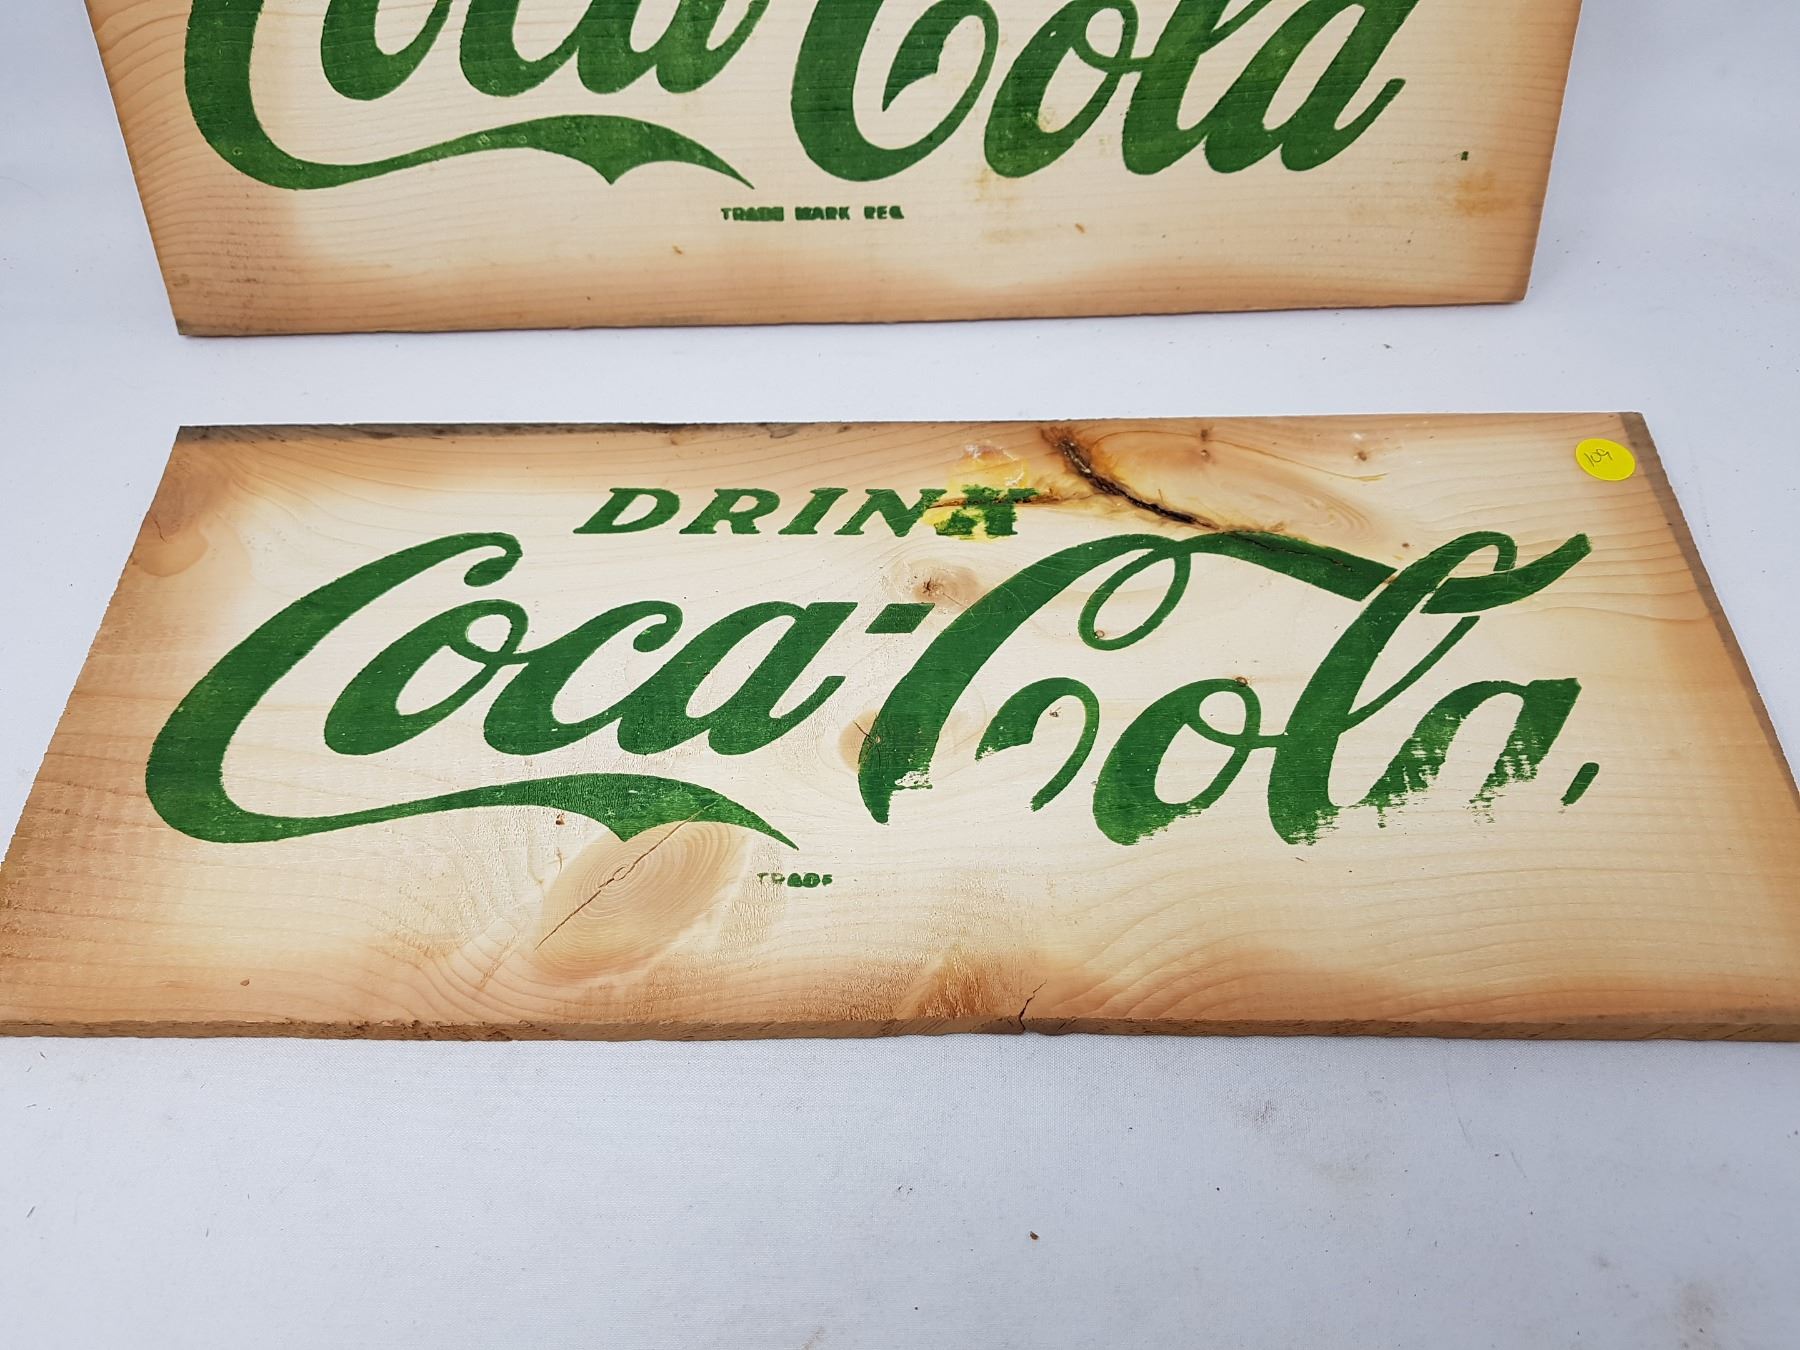 Coca-Cola
TRADE MARK REG.
109
DRINK
Coca-Cola
TRADE